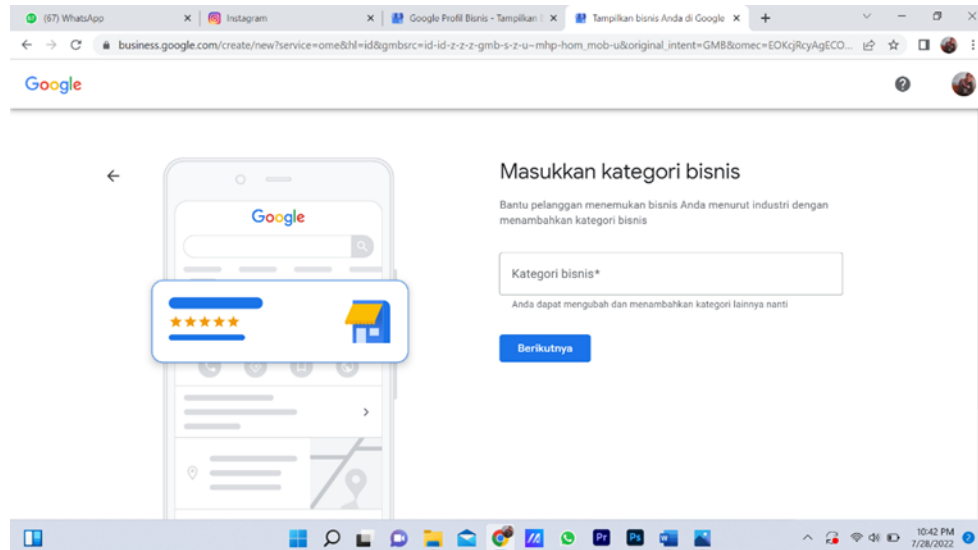 (67) WhatsApp
Instagram
Google Profil Bisnis - Tampilkan
Tampilkan bisnis Anda di Google
business.google.com/create/new?service=ome&hl=id&gmbsrc=id-id-z-z-z-gmb-s-z-u~mhp-hom_mob-u&original_intent=GMB&omec=EOKcjRcyAgECO...
Google
Google
Masukkan kategori bisnis
Bantu pelanggan menemukan bisnis Anda menurut industri dengan
menambahkan kategori bisnis
Kategori bisnis*
Anda dapat mengubah dan menambahkan kategori lainnya nanti
Berikutnya
Pr
Ps
10:42 PM
7/28/2022
2